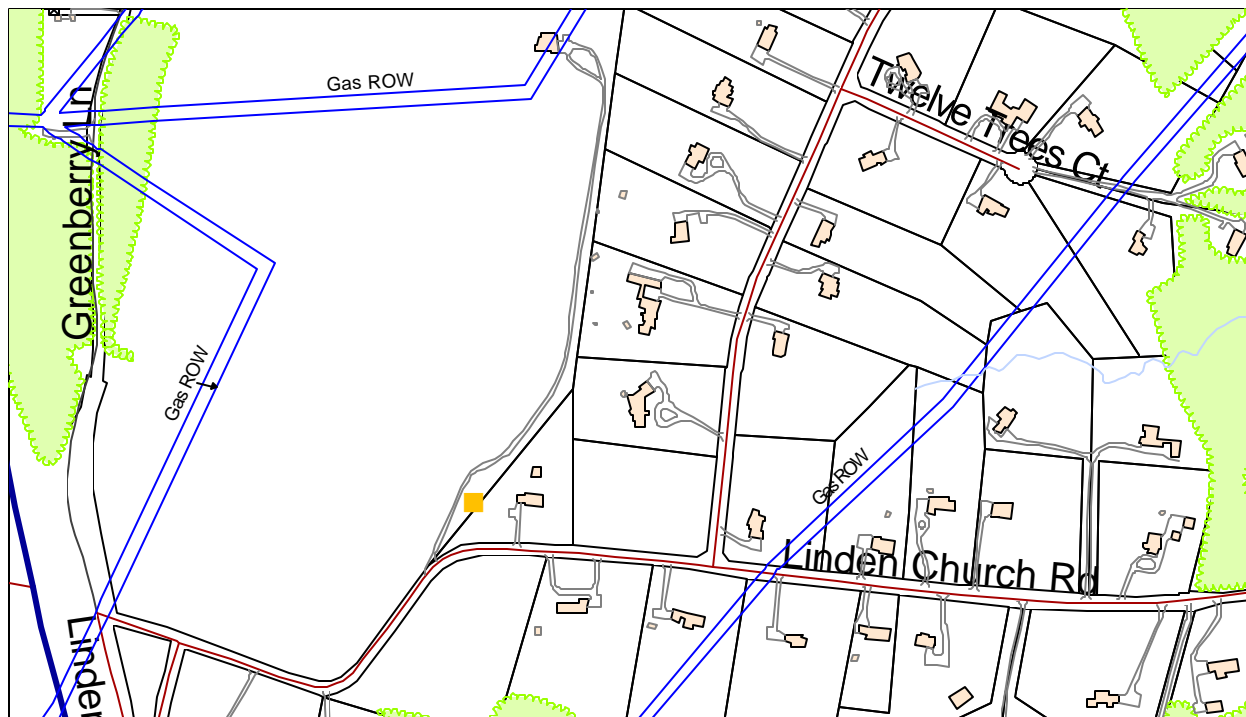 Gas ROW
Twelve Trees Ct
Greenberry Ln
Gas ROW
Gas ROW
Linden Church Rd
Linden